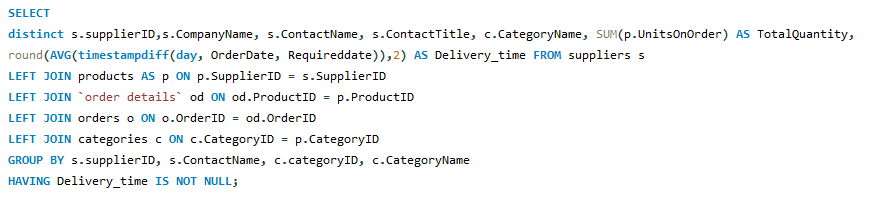 SELECT
distinct s.supplierID,s.CompanyName, s.ContactName, s.ContactTitle, c.CategoryName, SUM(p.UnitsOnOrder) AS TotalQuantity,
round(AVG(timestampdiff(day, OrderDate, Requireddate)),2) AS Delivery_time FROM suppliers s
LEFT JOIN products AS p ON p.SupplierID = s.SupplierID
LEFT JOIN `order details` od ON od.ProductID = p.ProductID
LEFT JOIN orders o ON o.OrderID = od.OrderID
LEFT JOIN categories c ON c.CategoryID = p.CategoryID
GROUP BY s.supplierID, s.ContactName, c.categoryID, c.CategoryName
HAVING Delivery_time IS NOT NULL;